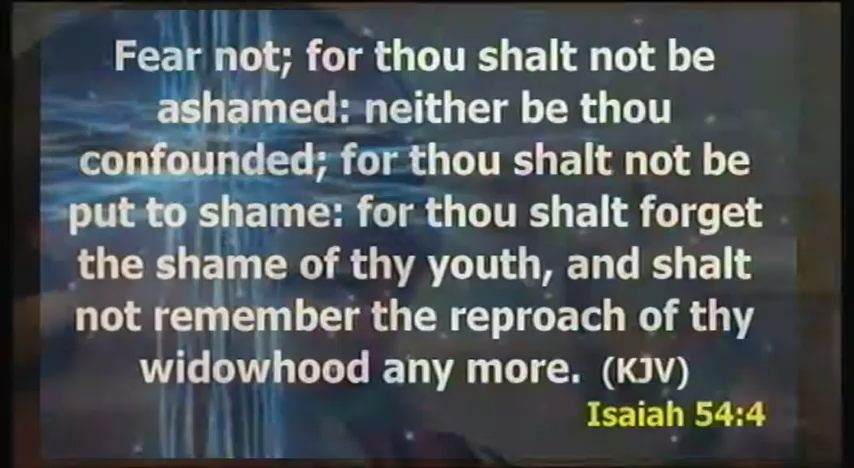 Fear not; for thou shalt not be
ashamed: neither be thou
confounded; for thou shalt not be
put to shame: for thou shalt forget
the shame of thy youth, and shalt
not remember the reproach of thy
widowhood any more. (KJV)
Isaiah 54:4